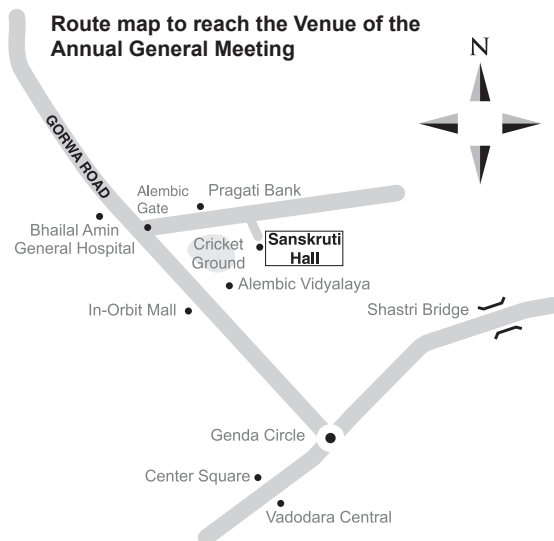 Route map to reach the Venue of the
Annual General Meeting
N
GORWA ROAD
Alembic
Gate
Pragati Bank
Bhailal Amin
General Hospital
Cricket
Ground
Sanskruti
Hall
Alembic Vidyalaya
In-Orbit Mall
Shastri Bridge
Genda Circle
Center Square
Vadodara Central